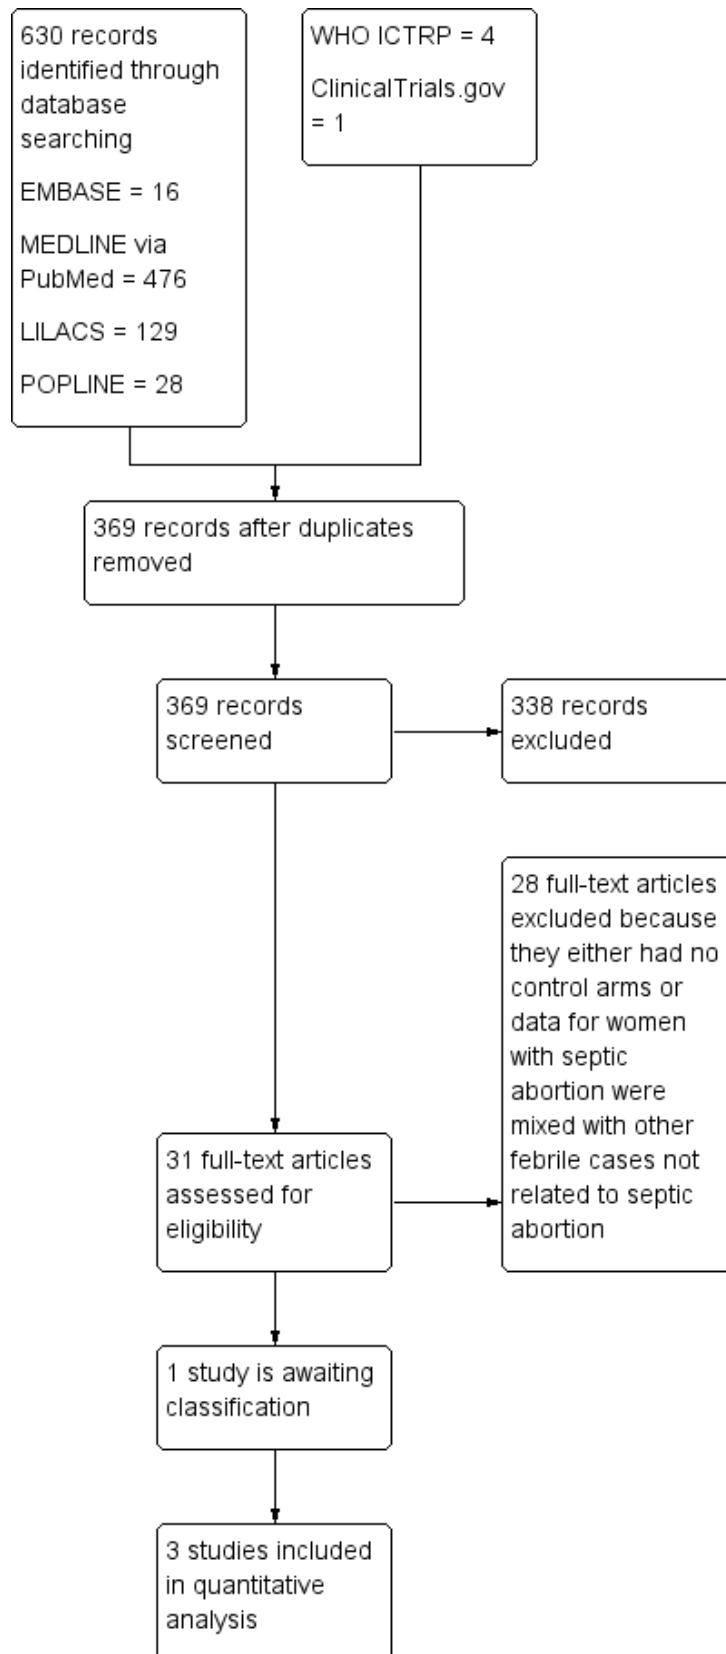 630 records
identified through
database
searching
EMBASE = 16
MEDLINE via
PubMed = 476
LILACS = 129
POPLINE = 28
WHO ICTRP = 4
ClinicalTrials.gov
= 1
369 records after duplicates
removed
369 records
screened
338 records
excluded
28 full-text articles
excluded because
they either had no
control arms or
data for women
with septic
abortion were
mixed with other
febrile cases not
related to septic
abortion
31 full-text articles
assessed for
eligibility
1 study is awaiting
classification
3 studies included
in quantitative
analysis